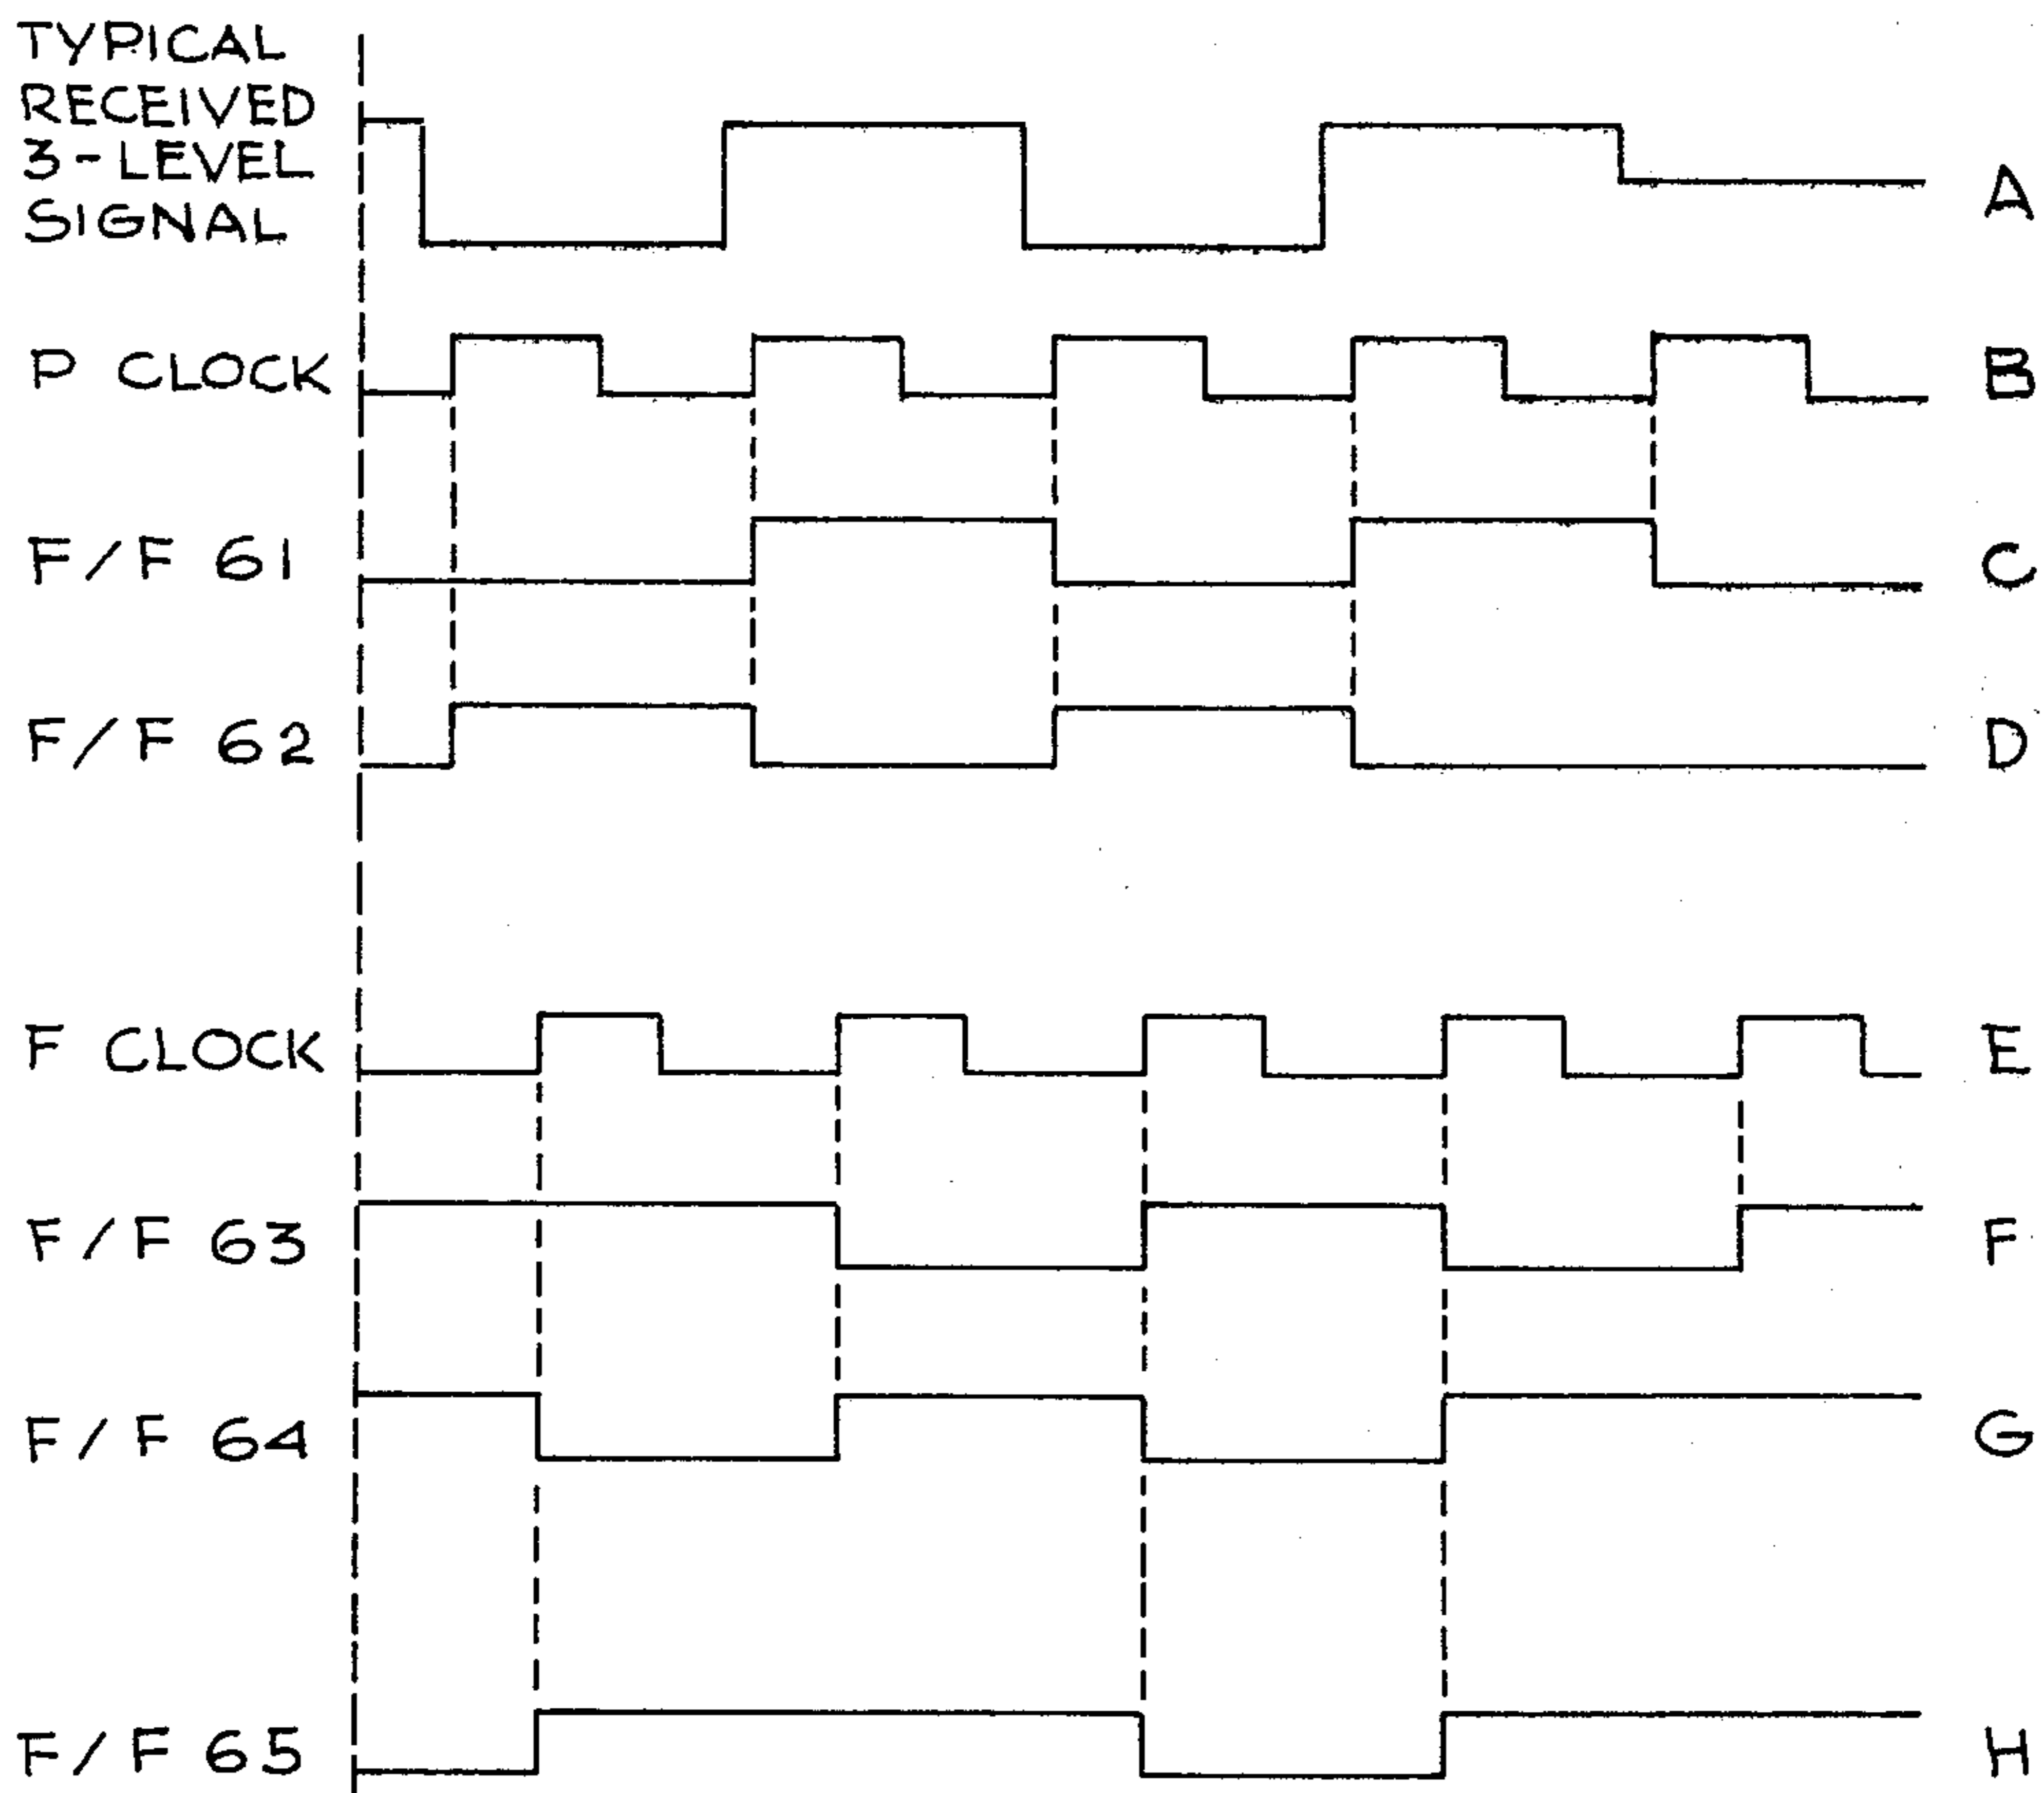 TYPICAL
RECEIVED
3-LEVEL
SIGNAL
A
P CLOCK
B
F/F 61
C
F/F 62
D
F CLOCK
E
F/F 63
F
F/F 64
G
F/F 65
H